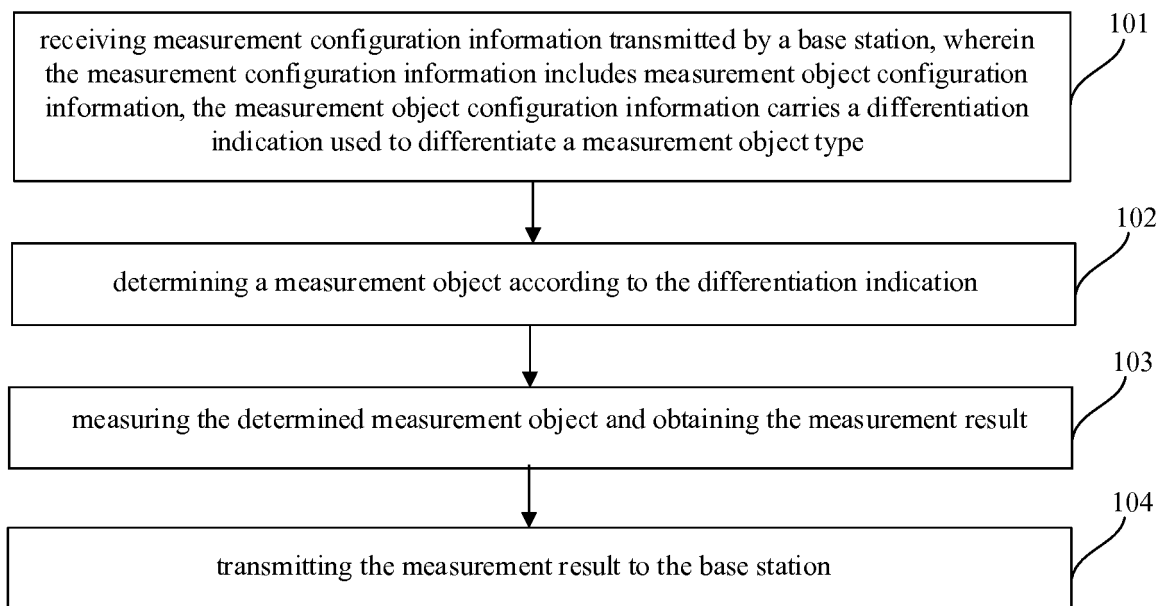 receiving measurement configuration information transmitted by a base station, wherein
the measurement configuration information includes measurement object configuration
information, the measurement object configuration information carries a differentiation
indication used to differentiate a measurement object type
101
determining a measurement object according to the differentiation indication
102
measuring the determined measurement object and obtaining the measurement result
103
transmitting the measurement result to the base station
104